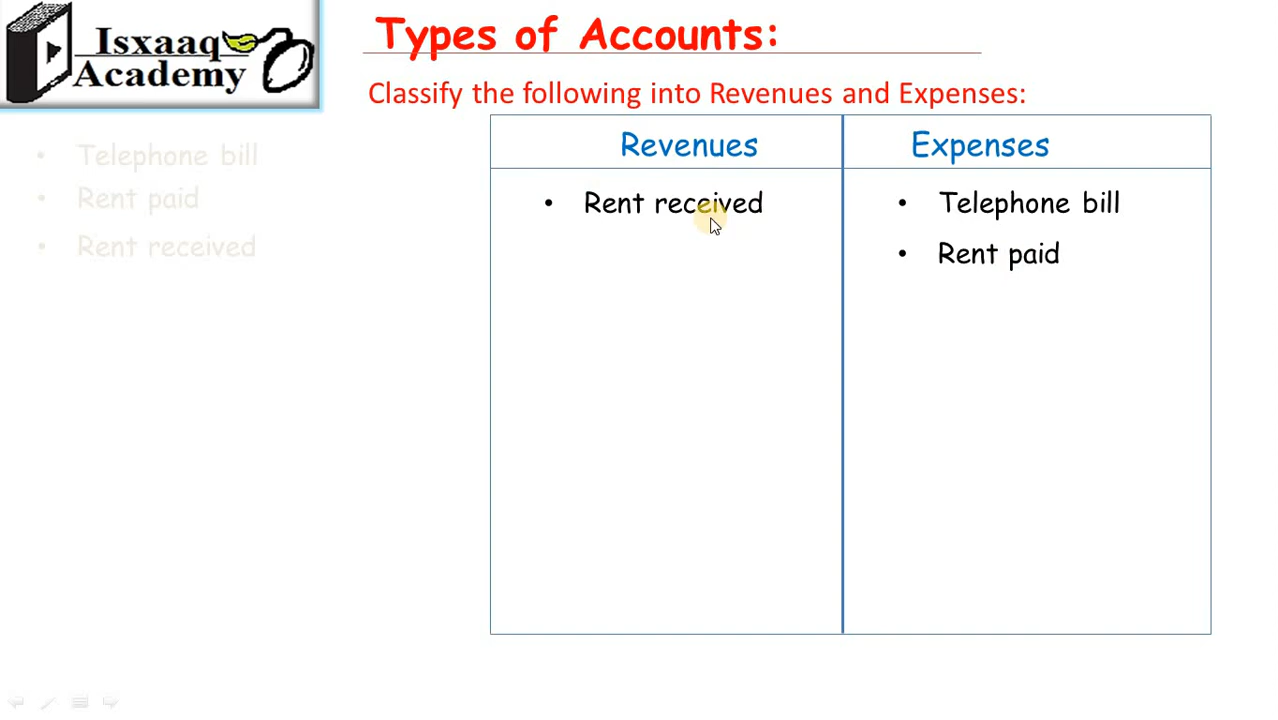 Isxaaq
Academy
Types of Accounts:
Classify the following into Revenues and Expenses:
• Telephone bill
• Rent paid
• Rent received
Revenues
• Rent received
Expenses
• Telephone bill
• Rent paid